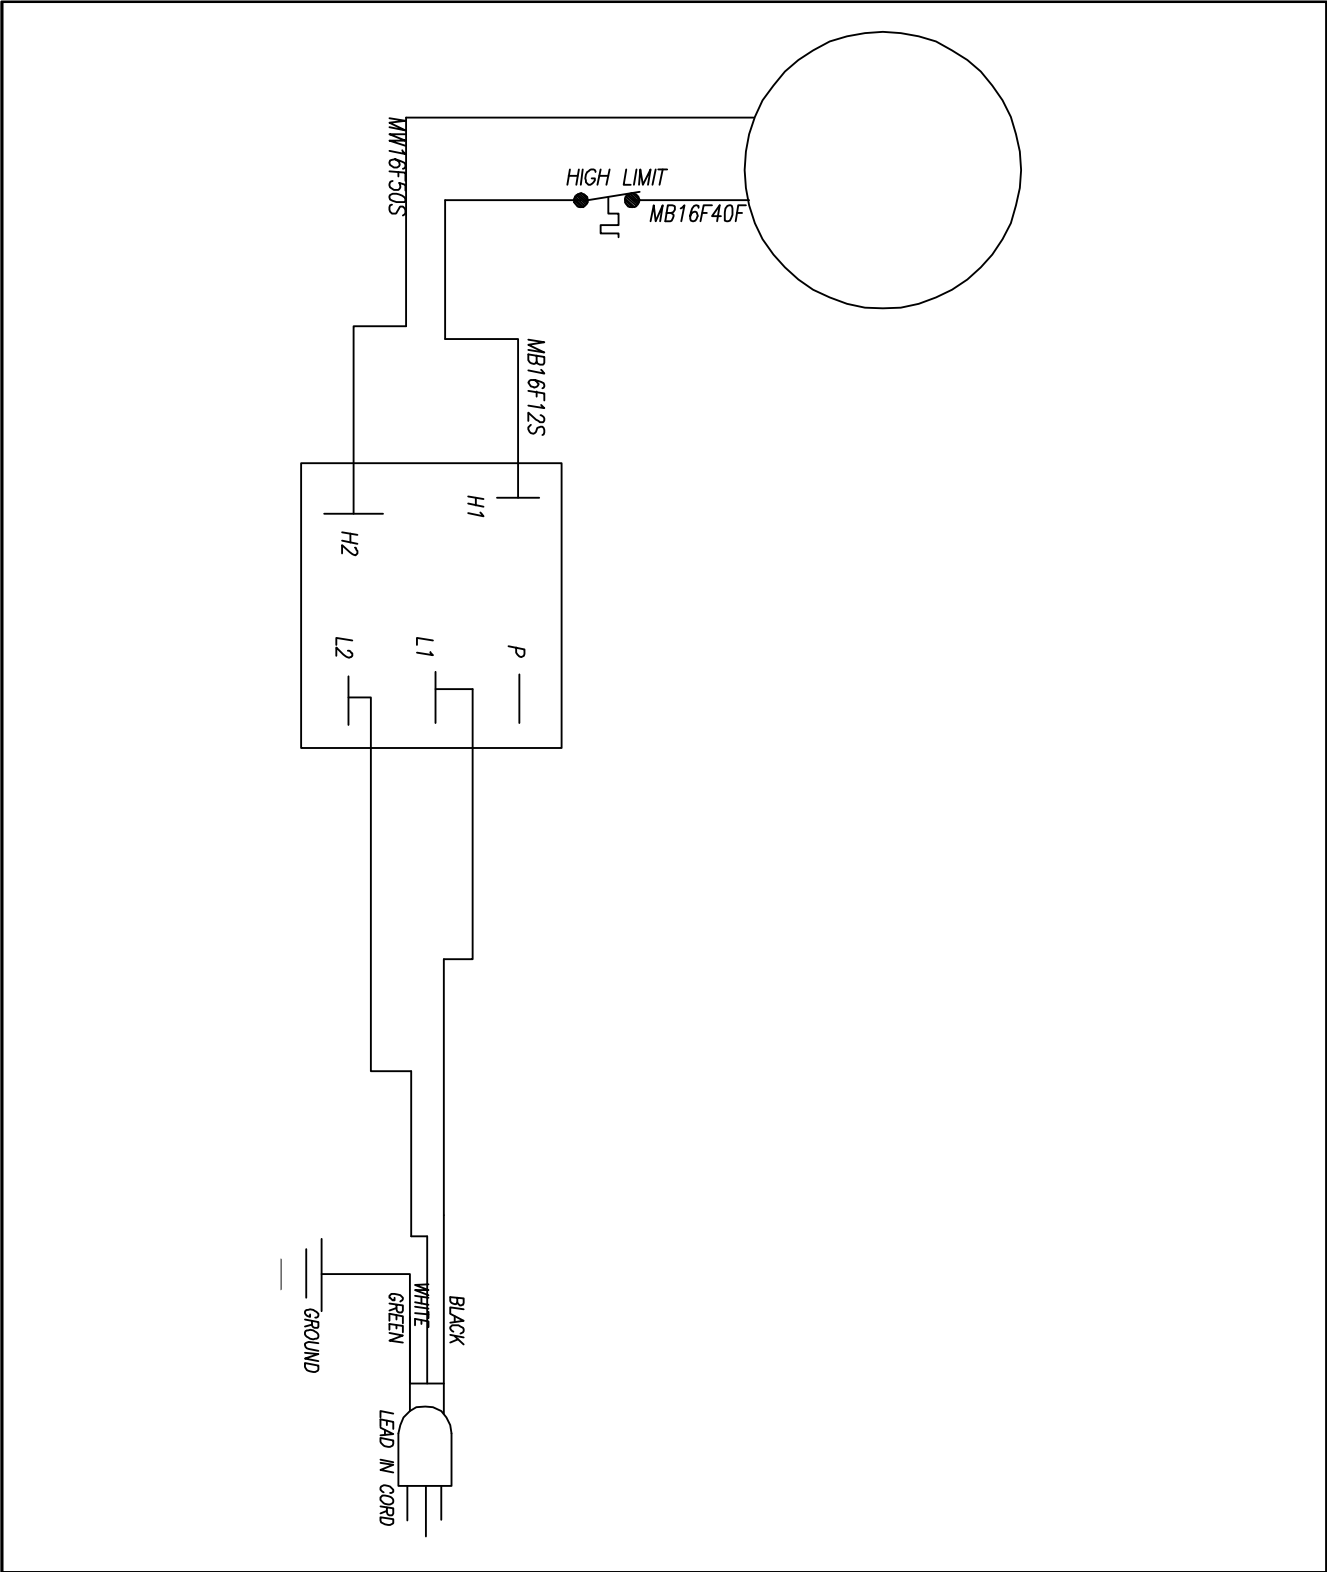 MW16F50S
HIGH LIMIT
MB16F40F
MB16F12S
H1
H2
L2
L1
P
GROUND
GREEN
WHITE
BLACK
LEAD IN CORD